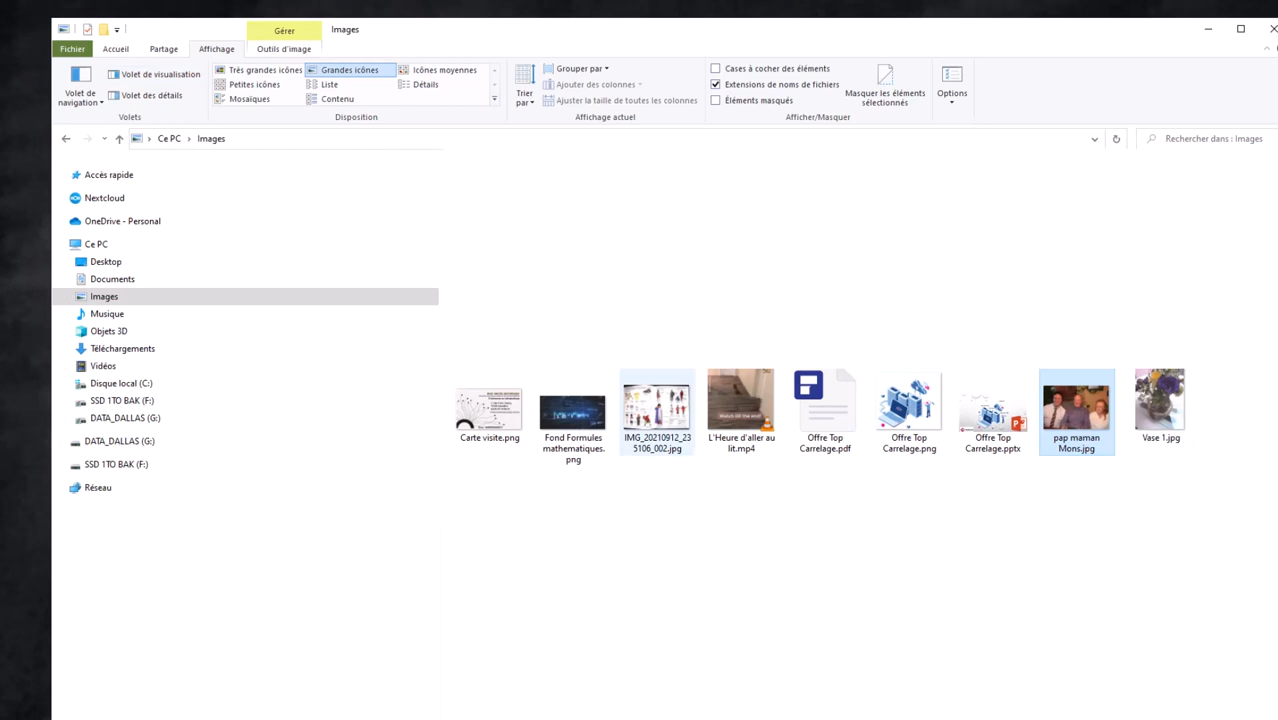 Gérer
Images
Fichier
Accueil
Partage
Affichage
Outils d'image
Volet de navigation
Volet de visualisation
Volet des détails
Volets
Très grandes icônes
Grandes icônes
Icônes moyennes
Petites icônes
Liste
Détails
Mosaïques
Contenu
Disposition
Trier par
Grouper par
Ajouter des colonnes
Ajuster la taille de toutes les colonnes
Affichage actuel
Cases à cocher des éléments
Extensions de noms de fichiers
Éléments masqués
Masquer les éléments sélectionnés
Afficher/Masquer
Options
Ce PC > Images
Rechercher dans : Images
Accès rapide
Nextcloud
OneDrive - Personal
Ce PC
Desktop
Documents
Images
Musique
Objets 3D
Téléchargements
Vidéos
Disque local (C:)
SSD 1TO BAK (F:)
DATA_DALLAS (G:)
DATA_DALLAS (G:)
SSD 1TO BAK (F:)
Réseau
Carte visite.png
Fond Formules
mathematiques.
png
IMG_20210912_23
5106_002.jpg
Watch till the end!
L'Heure d'aller au
lit.mp4
Offre Top
Carrelage.pdf
Offre Top
Carrelage.png
Offre Top
Carrelage.pptx
pap maman
Mons.jpg
Vase 1.jpg